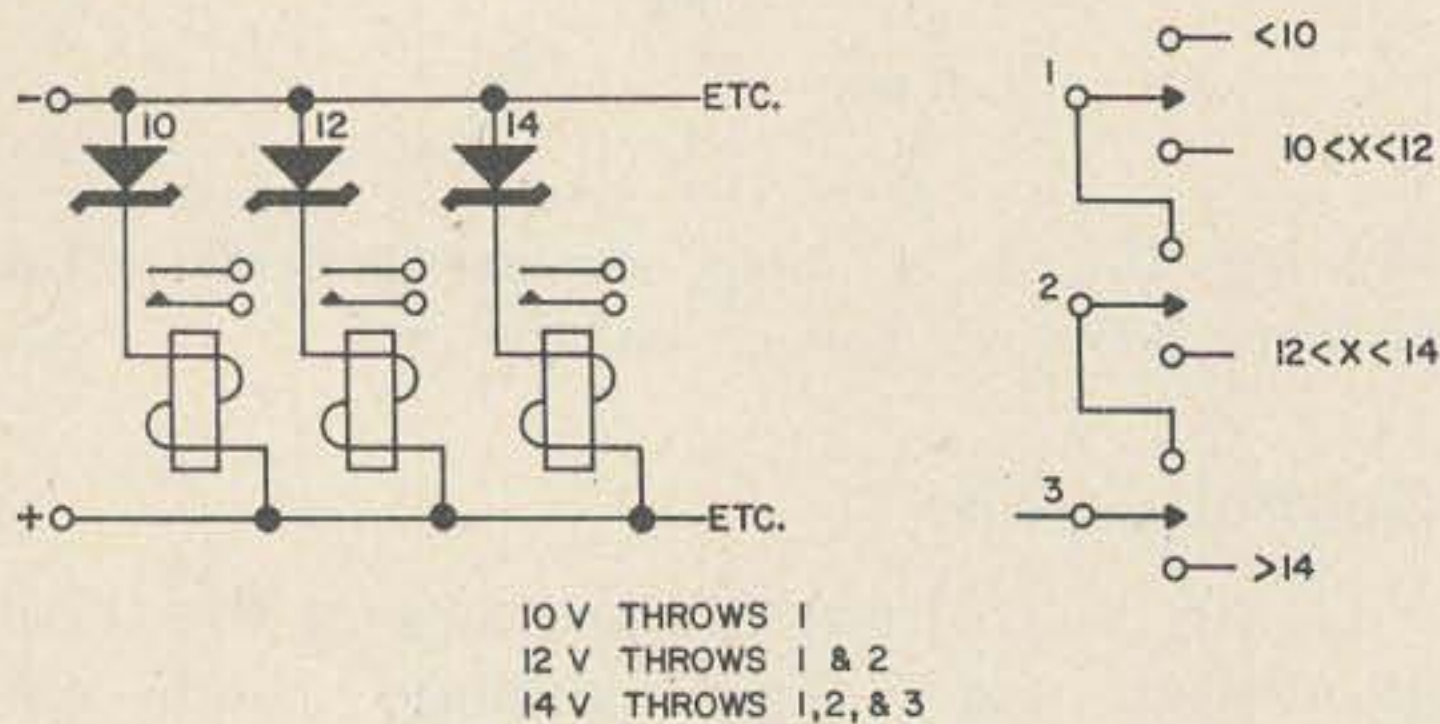 <10
1
- ETC.
10 12 14
10<X<12
2
12<X<14
3
+ ETC.
>14
10 V THROWS 1
12 V THROWS 1 & 2
14 V THROWS 1,2, & 3